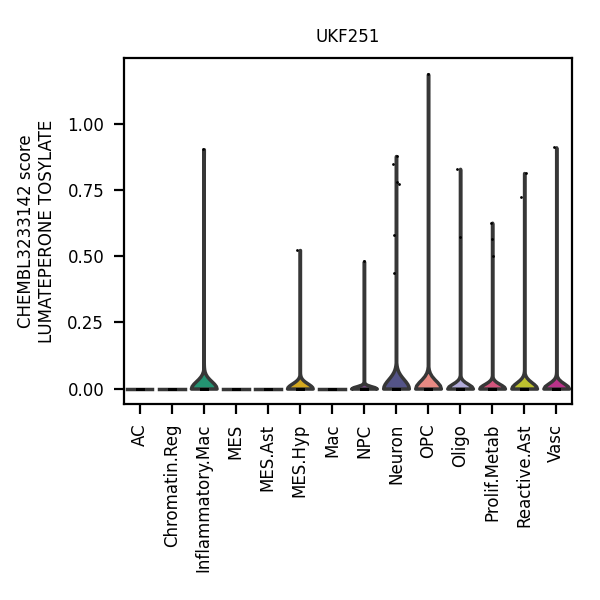 UKF251
CHEMBL3233142 score
LUMATEPERONE TOSYLATE
1.00
0.75
0.50
0.25
0.00
AC
Chromatin.Reg
Inflammatory.Mac
MES
MES.Ast
MES.Hyp
Mac
NPC
Neuron
OPC
Oligo
Prolif.Metab
Reactive.Ast
Vasc